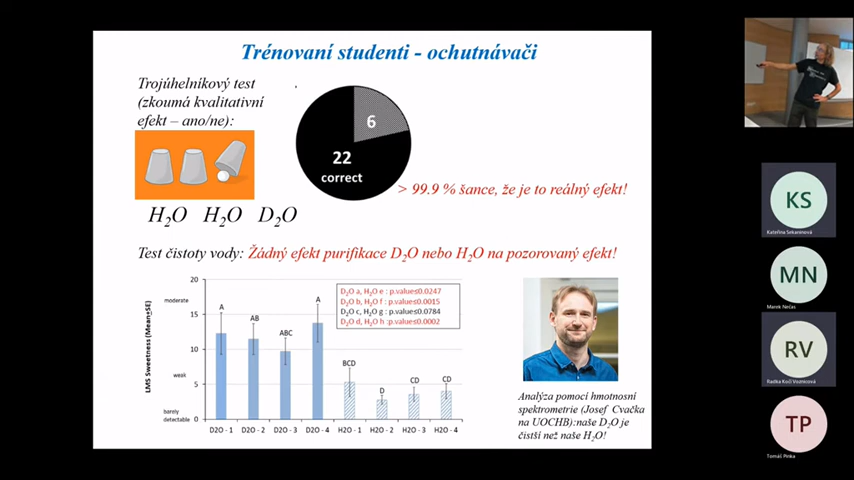 Trénovaní studenti - ochutnávači
Trojúhelníkový test
(zkoumá kvalitativní
efekt – ano/ne):
6
22
correct
> 99.9 % šance, že je to reálný efekt!
H₂O H₂O D₂O
Test čistoty vody: Žádný efekt purifikace D₂O nebo H₂O na pozorovaný efekt!
LMS Sweetness (Mean±SE)
20
moderate
15
10
weak
5
barely
detectable
0
A
AB
ABC
A
BCD
D
CD
CD
D2O a, H2O e : p.value≤0.0247
D2O b, H2O f : p.value≤0.0015
D2O c, H2O g : p.value≤0.0784
D2O d, H2O h :p.value≤0.0002
D2O - 1 D2O - 2 D2O - 3 D2O - 4 H2O - 1 H2O - 2 H2O - 3 H2O - 4
Analýza pomocí hmotnosní
spektrometrie (Josef Cvačka
na UOCHB):naše D₂O je
čistší než naše H₂O!
KS
Kateřina Sekaninová
MN
Marek Nečas
RV
Radka Kočí Voznicová
TP
Tomáš Pinka